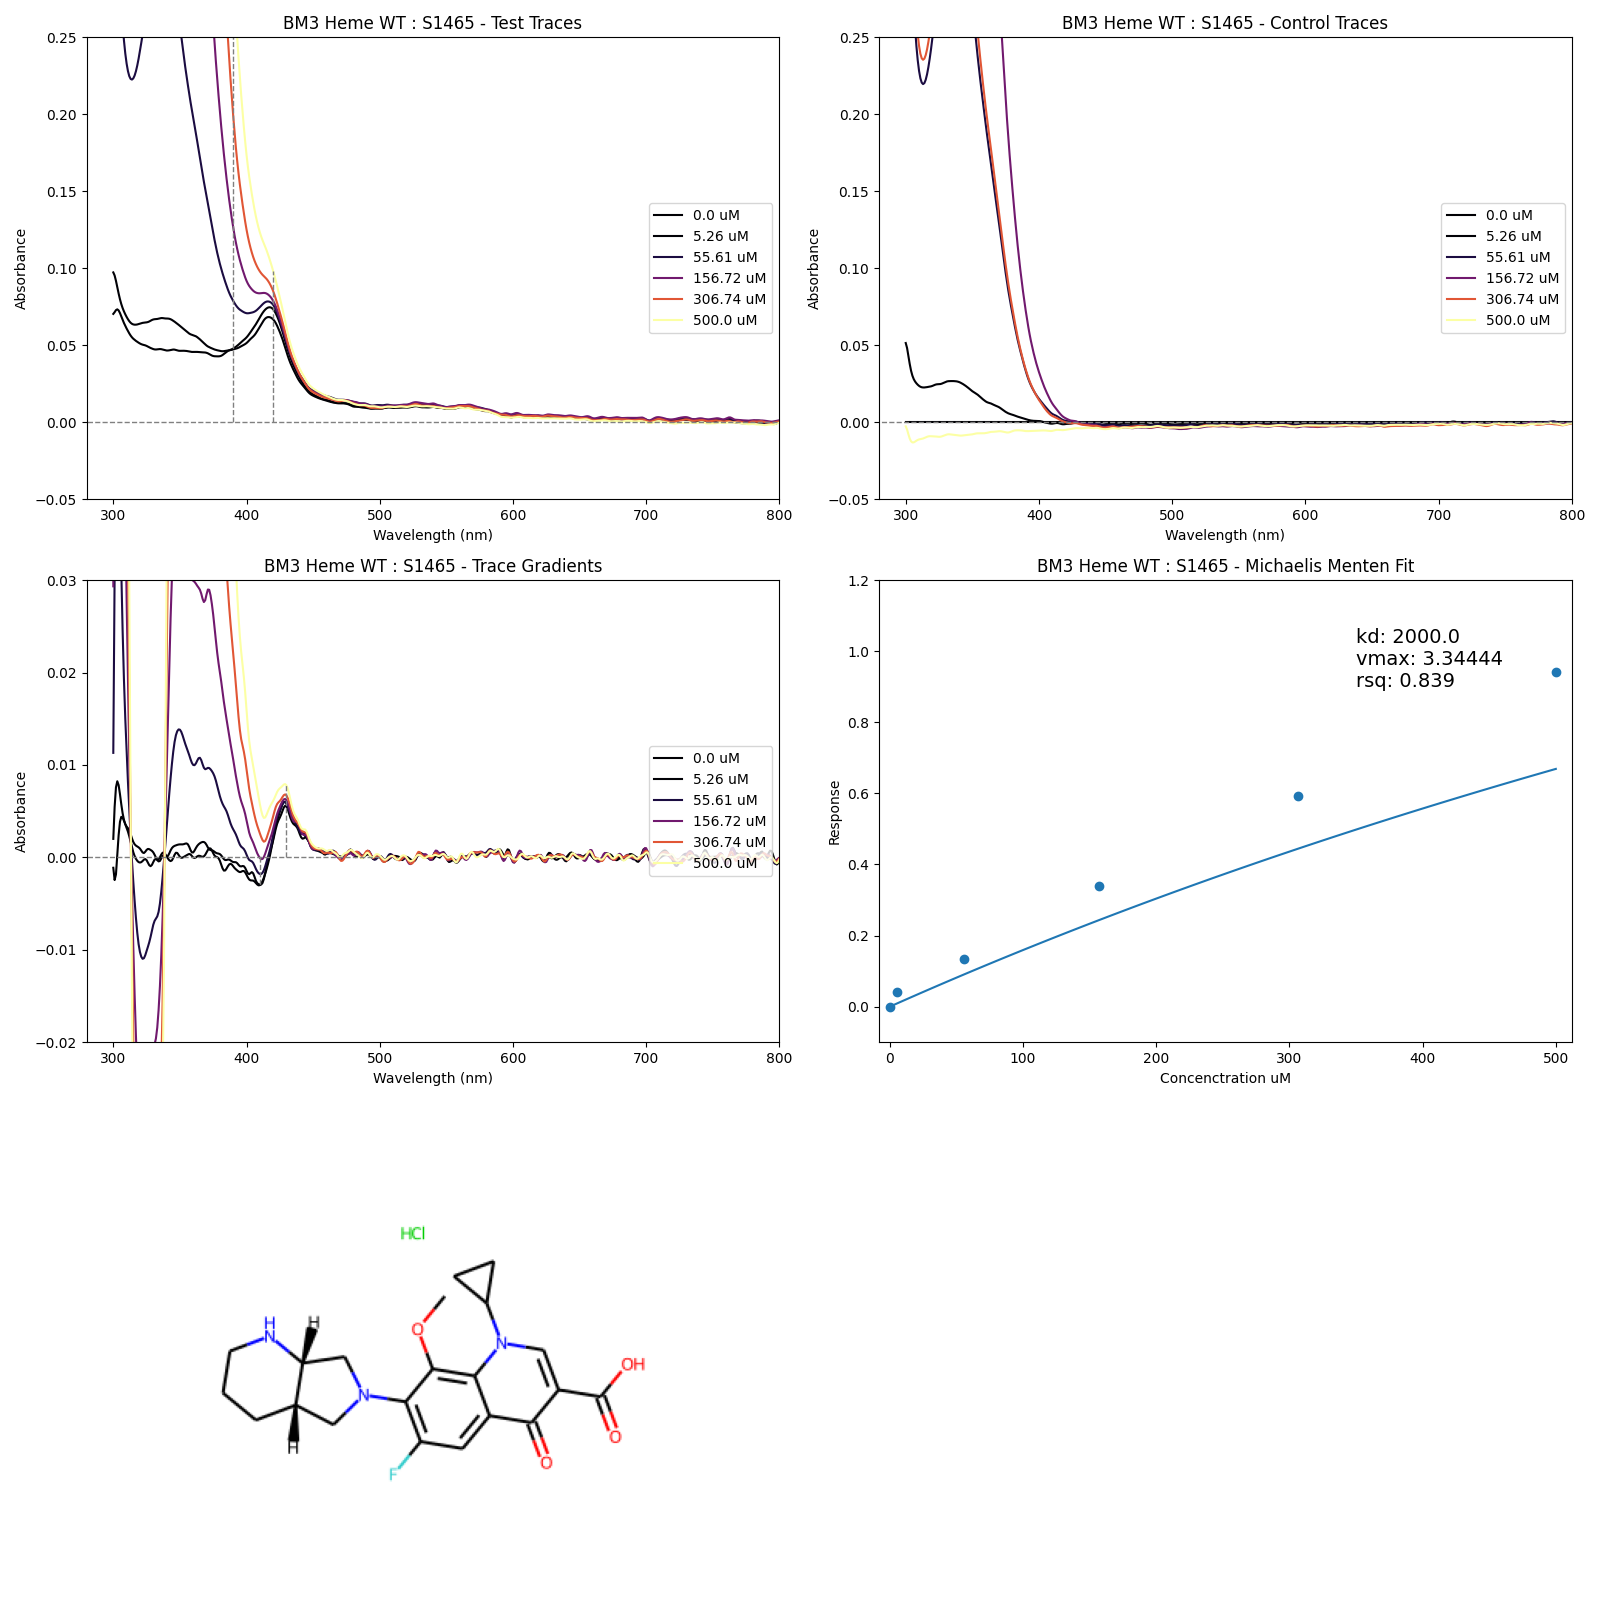 BM3 Heme WT : S1465 - Test Traces
0.25
0.20
0.15
0.10
0.05
0.00
−0.05
Absorbance
300 400 500 600 700 800
Wavelength (nm)
0.0 uM
5.26 uM
55.61 uM
156.72 uM
306.74 uM
500.0 uM
BM3 Heme WT : S1465 - Control Traces
0.25
0.20
0.15
0.10
0.05
0.00
−0.05
Absorbance
300 400 500 600 700 800
Wavelength (nm)
0.0 uM
5.26 uM
55.61 uM
156.72 uM
306.74 uM
500.0 uM
BM3 Heme WT : S1465 - Trace Gradients
0.03
0.02
0.01
0.00
−0.01
−0.02
Absorbance
300 400 500 600 700 800
Wavelength (nm)
0.0 uM
5.26 uM
55.61 uM
156.72 uM
306.74 uM
500.0 uM
BM3 Heme WT : S1465 - Michaelis Menten Fit
1.2
1.0
0.8
0.6
0.4
0.2
0.0
Response
0 100 200 300 400 500
Concenctration uM
kd: 2000.0
vmax: 3.34444
rsq: 0.839
HCl
H
N
H
O
N
OH
N
O
H
O
F